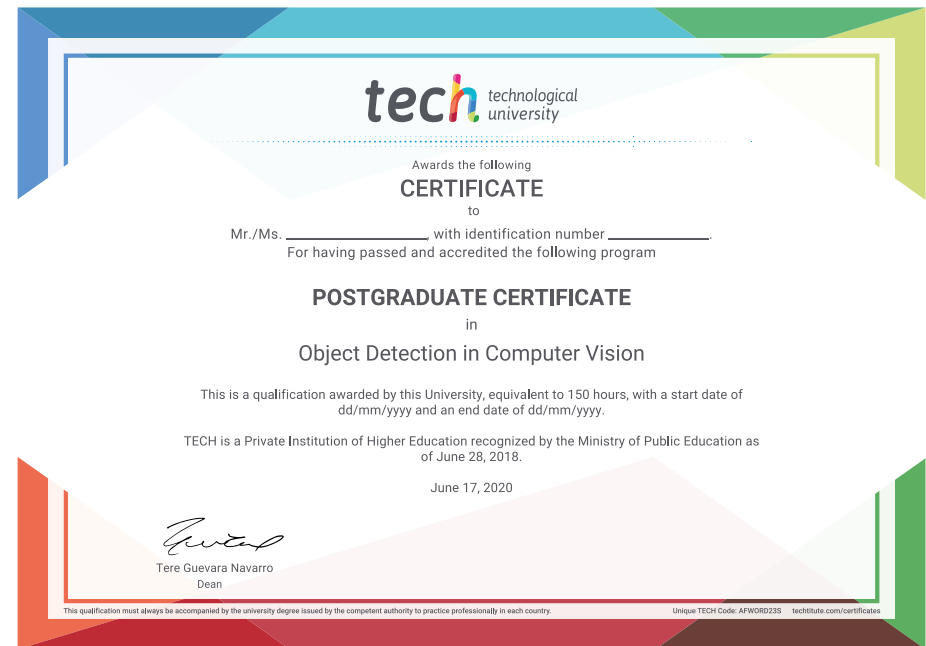 tech technological
university
Awards the following
CERTIFICATE
to
Mr./Ms. ____________________, with identification number ______________.
For having passed and accredited the following program
POSTGRADUATE CERTIFICATE
in
Object Detection in Computer Vision
This is a qualification awarded by this University, equivalent to 150 hours, with a start date of
dd/mm/yyyy and an end date of dd/mm/yyyy.
TECH is a Private Institution of Higher Education recognized by the Ministry of Public Education as
of June 28, 2018.
June 17, 2020
Tere Guevara Navarro
Dean
This qualification must always be accompanied by the university degree issued by the competent authority to practice professionally in each country.
Unique TECH Code: AFWORD23S techtitute.com/certificates